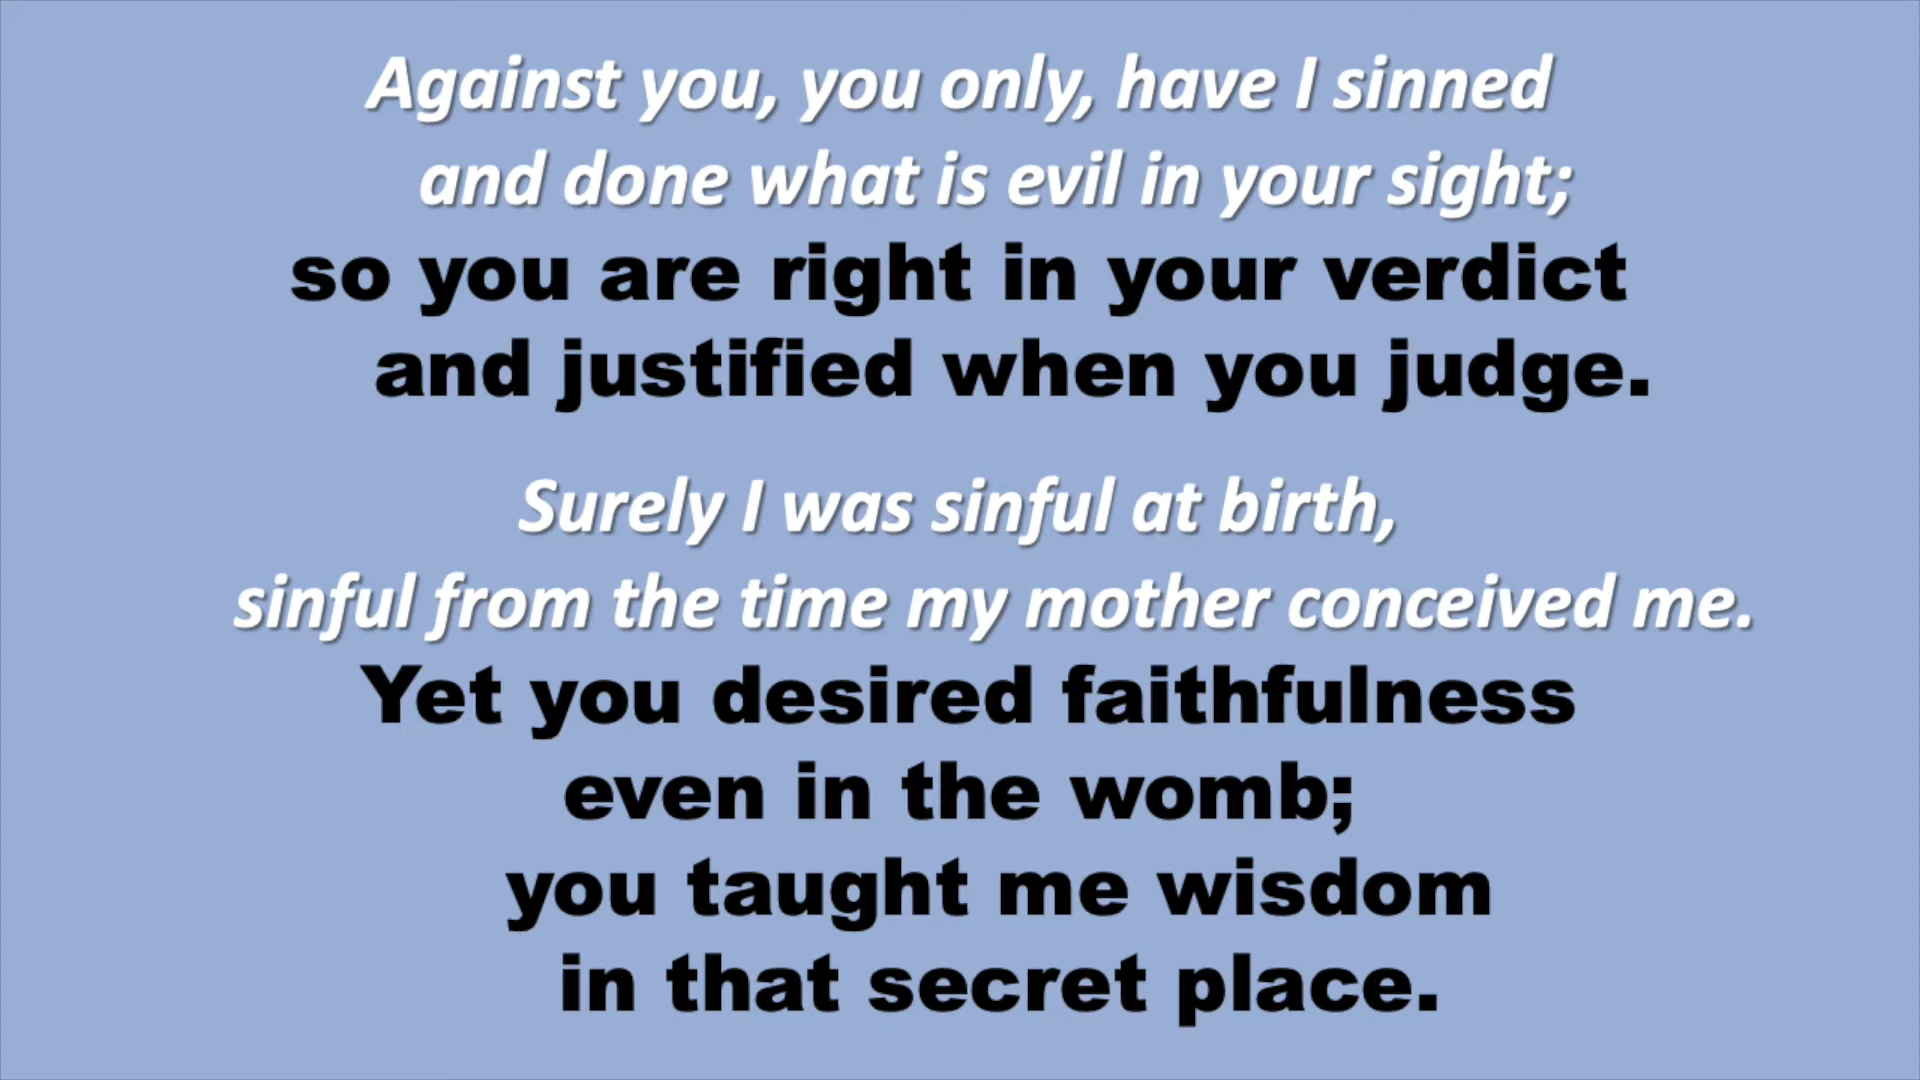 Against you, you only, have I sinned
and done what is evil in your sight;
so you are right in your verdict
and justified when you judge.
Surely I was sinful at birth,
sinful from the time my mother conceived me.
Yet you desired faithfulness
even in the womb;
you taught me wisdom
in that secret place.